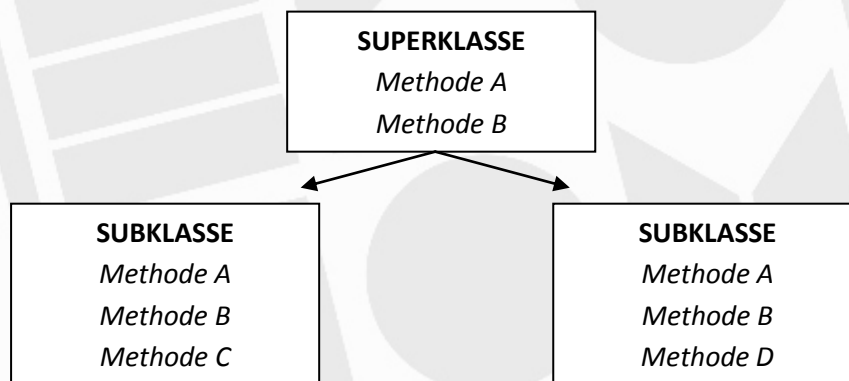 SUPERKLASSE
Methode A
Methode B
SUBKLASSE
Methode A
Methode B
Methode C
SUBKLASSE
Methode A
Methode B
Methode D